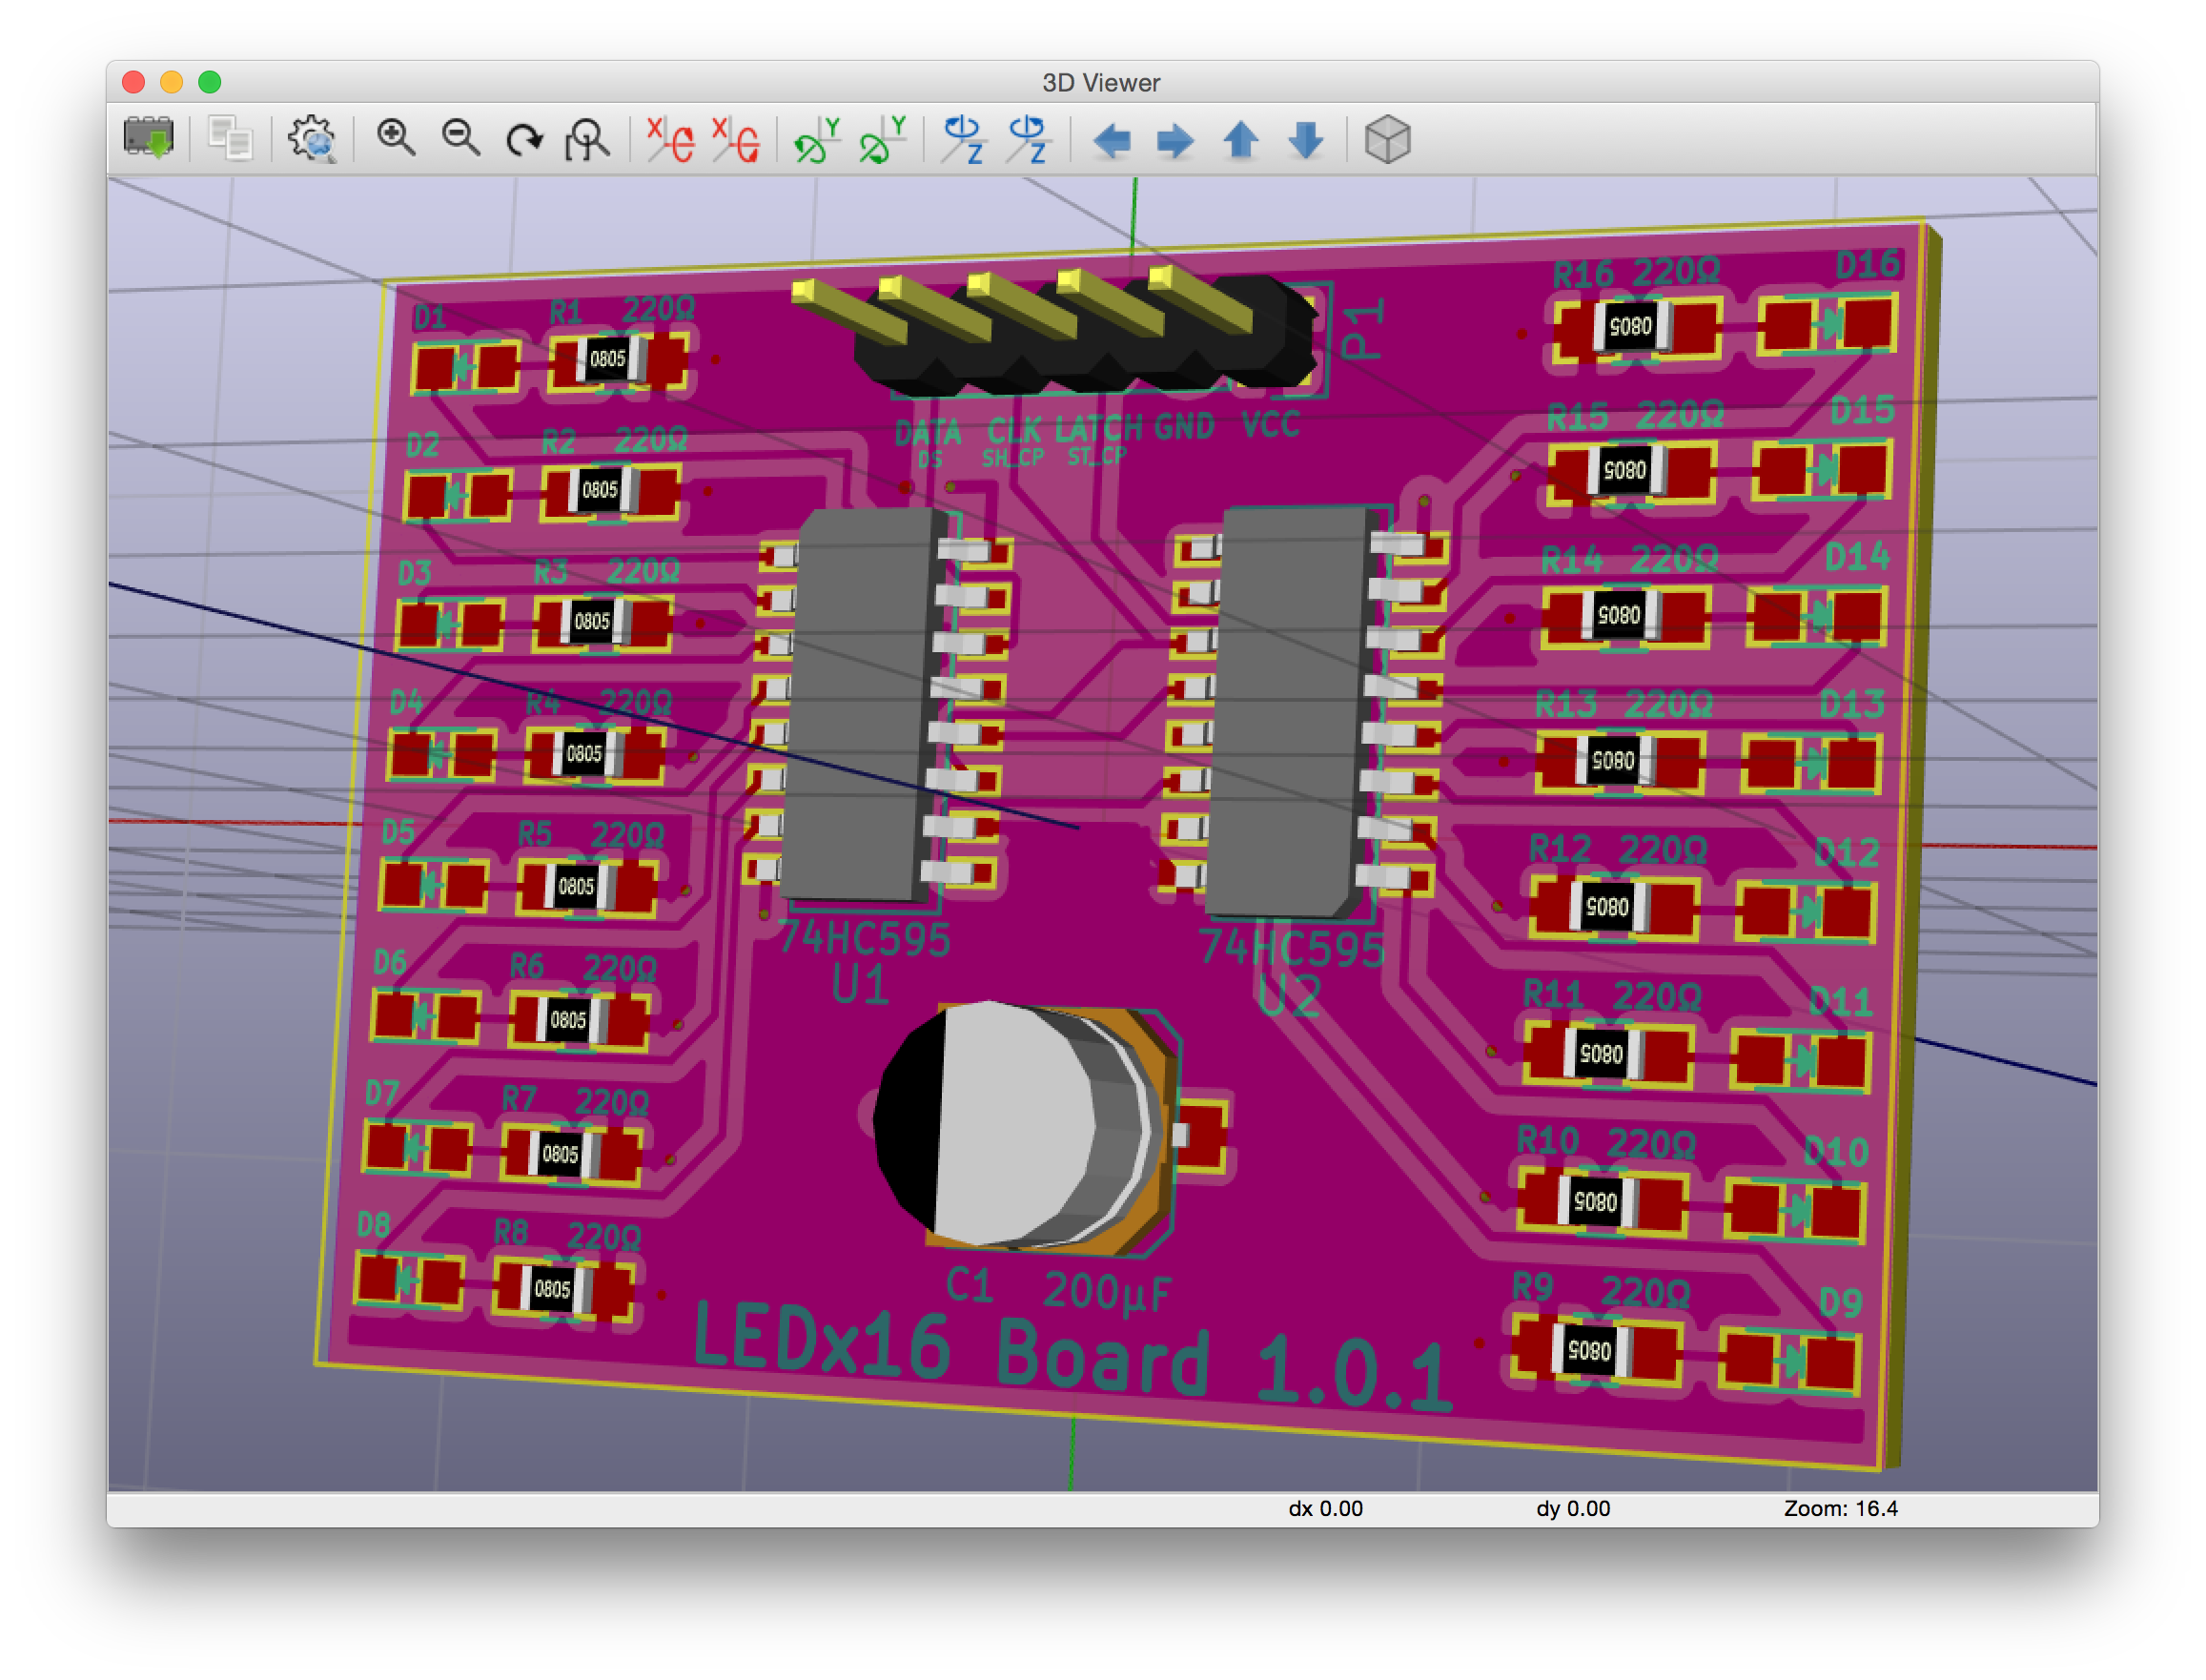 3D Viewer
X X Y Y Z Z
D1 R1 220Ω
0805
D2 R2 220Ω
0805
D3 R3 220Ω
0805
D4 R4 220Ω
0805
D5 R5 220Ω
0805
D6 R6 220Ω
0805
D7 R7 220Ω
0805
D8 R8 220Ω
0805
P1
DATA CLK LATCH GND VCC
DS SH_CP ST_CP
74HC595
U1
74HC595
U2
C1 200µF
LEDx16 Board 1.0.1
R16 220Ω D16
0805
R15 220Ω D15
0805
R14 220Ω D14
0805
R13 220Ω D13
0805
R12 220Ω D12
0805
R11 220Ω D11
0805
R10 220Ω D10
0805
R9 220Ω D9
0805
dx 0.00 dy 0.00 Zoom: 16.4